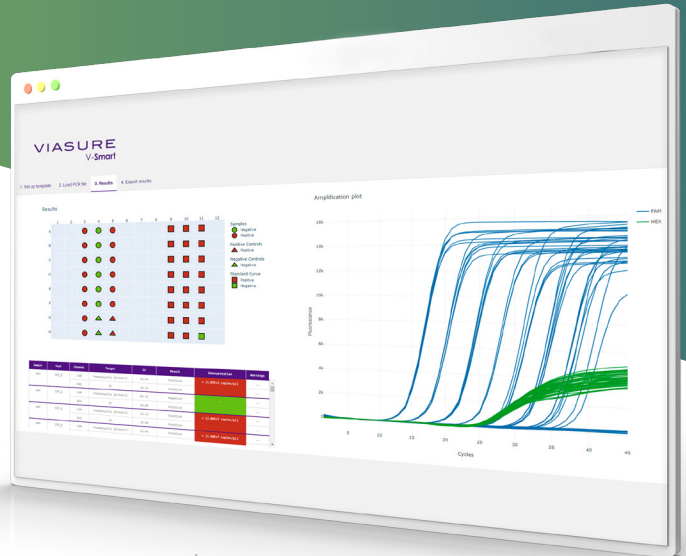 VIASURE
V-Smart
1. Set up template 2. Load PCR file 3. Results 4. Export results
Results
1 2 3 4 5 6 7 8 9 10 11 12
A
B
C
D
E
F
G
H
Samples
Negative
Positive
Positive Controls
Positive
Negative Controls
Negative
Standard Curve
Positive
Negative
Sample Test Channel Target Ct Result Interpretation Warnings
Amplification plot
Fluorescence
16k
14k
12k
10k
8k
6k
4k
2k
0
5 10 15 20 25 30 35 40 45
Cycles
FAM
HEX